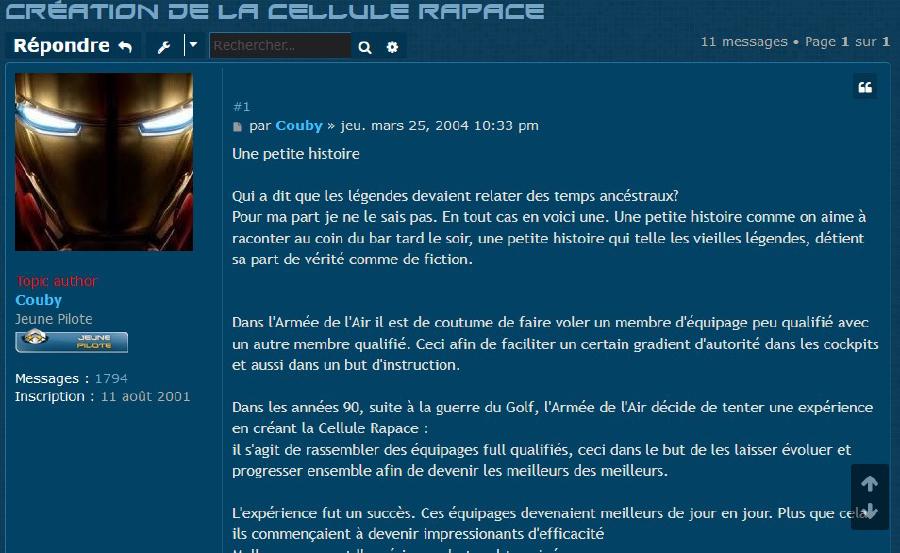 CRÉATION DE LA CELLULE RAPACE
Répondre
Rechercher...
11 messages • Page 1 sur 1
#1
par Couby » jeu. mars 25, 2004 10:33 pm
Une petite histoire
Qui a dit que les légendes devaient relater des temps ancéstraux?
Pour ma part je ne le sais pas. En tout cas en voici une. Une petite histoire comme on aime à
raconter au coin du bar tard le soir, une petite histoire qui telle les vieilles légendes, détient
sa part de vérité comme de fiction.
Topic author
Couby
Jeune Pilote
JEUNE
PILOTE
Messages : 1794
Inscription : 11 août 2001
Dans l'Armée de l'Air il est de coutume de faire voler un membre d'équipage peu qualifié avec
un autre membre qualifié. Ceci afin de faciliter un certain gradient d'autorité dans les cockpits
et aussi dans un but d'instruction.
Dans les années 90, suite à la guerre du Golf, l'Armée de l'Air décide de tenter une expérience
en créant la Cellule Rapace :
il s'agit de rassembler des équipages full qualifiés, ceci dans le but de les laisser évoluer et
progresser ensemble afin de devenir les meilleurs des meilleurs.
L'expérience fut un succès. Ces équipages devenaient meilleurs de jour en jour. Plus que cela
ils commençaient à devenir impressionants d'efficacité